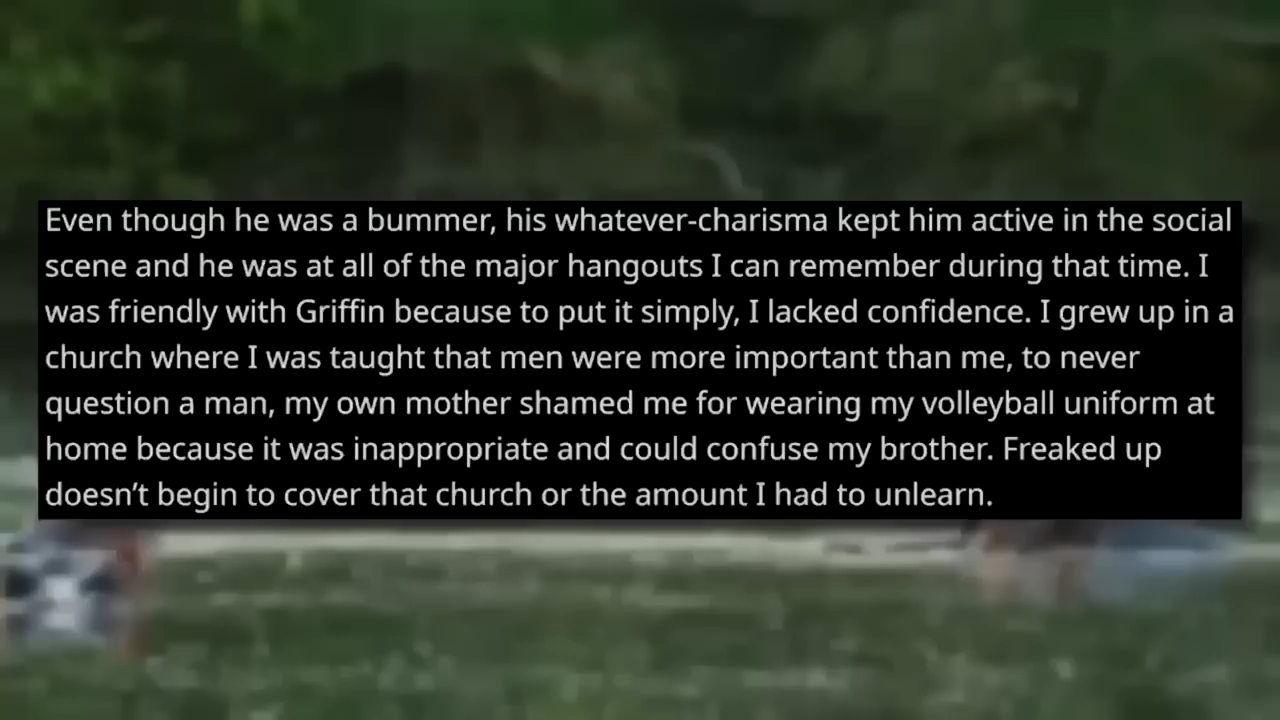 Even though he was a bummer, his whatever-charisma kept him active in the social
scene and he was at all of the major hangouts I can remember during that time. I
was friendly with Griffin because to put it simply, I lacked confidence. I grew up in a
church where I was taught that men were more important than me, to never
question a man, my own mother shamed me for wearing my volleyball uniform at
home because it was inappropriate and could confuse my brother. Freaked up
doesn’t begin to cover that church or the amount I had to unlearn.